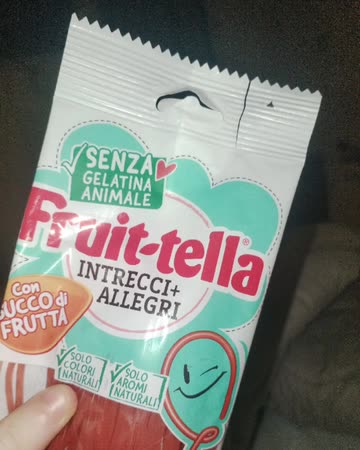 SENZA
GELATINA
ANIMALE
Fruit-tella®
INTRECCI+
ALLEGRI
con
SUCCO di
FRUTTA
SOLO
COLORI
NATURALI
SOLO
AROMI
NATURALI